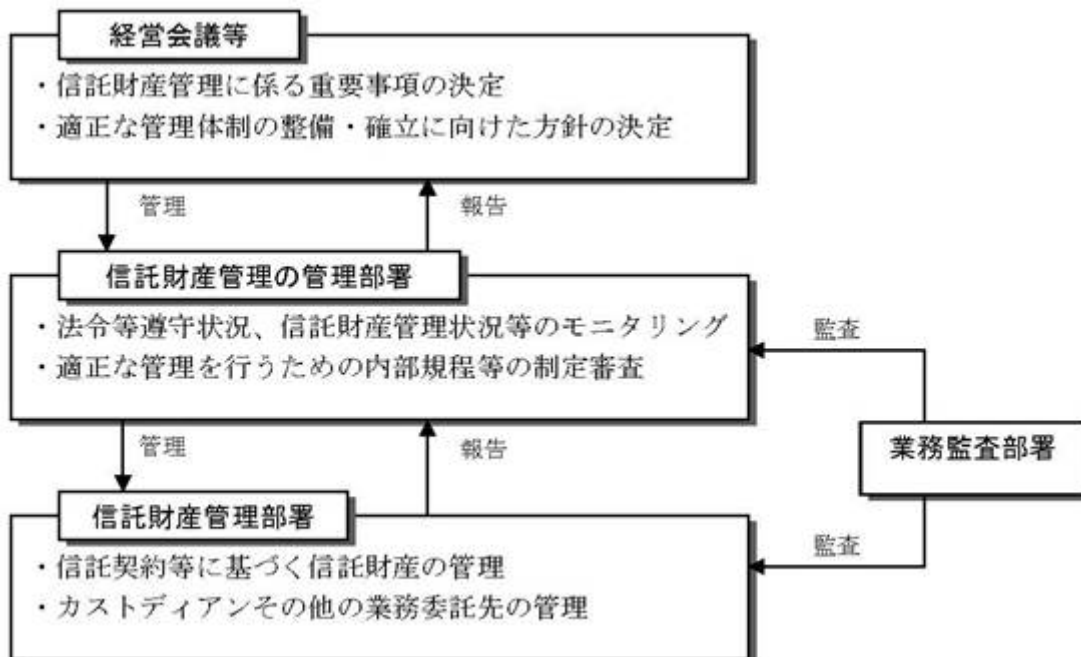 経営会議等
・信託財産管理に係る重要事項の決定
・適正な管理体制の整備・確立に向けた方針の決定
管理
報告
信託財産管理の管理部署
・法令等遵守状況、信託財産管理状況等のモニタリング
・適正な管理を行うための内部規程等の制定審査
監査
管理
報告
業務監査部署
信託財産管理部署
・信託契約等に基づく信託財産の管理
・カストディアンその他の業務委託先の管理
監査